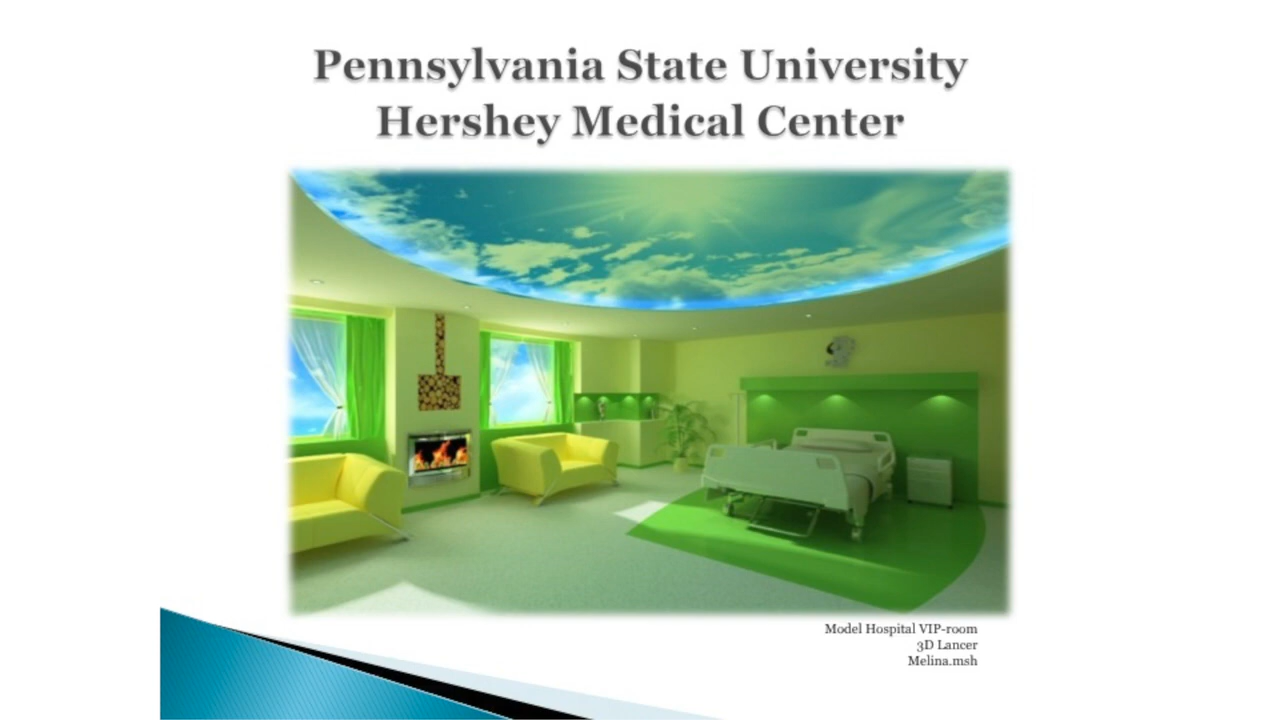 Pennsylvania State University
Hershey Medical Center
Model Hospital VIP-room
3D Lancer
Melina.msh